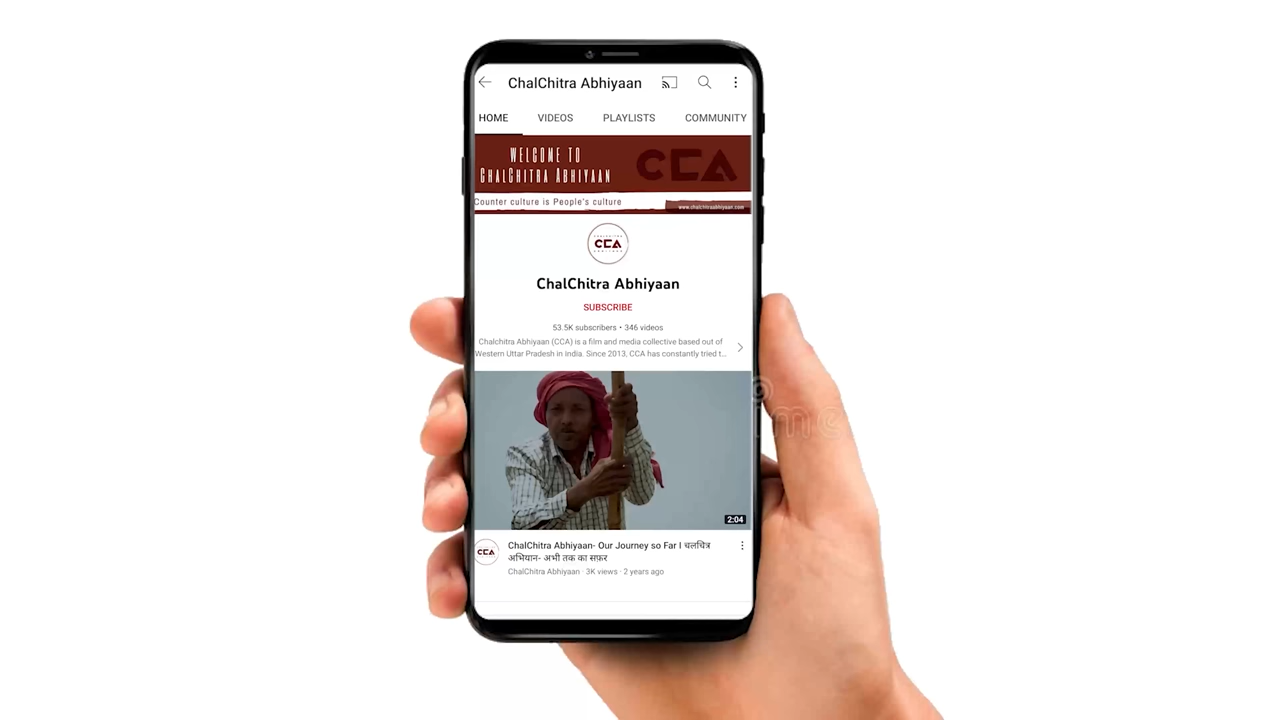 ChalChitra Abhiyaan
HOME VIDEOS PLAYLISTS COMMUNITY
WELCOME TO
CHALCHITRA ABHIYAAN
CCA
Counter culture is People's culture
www.chalchitraabhiyaan.com
CCA
ChalChitra Abhiyaan
SUBSCRIBE
53.5K subscribers • 346 videos
Chalchitra Abhiyaan (CCA) is a film and media collective based out of
Western Uttar Pradesh in India. Since 2013, CCA has constantly tried t...
2:04
CCA
ChalChitra Abhiyaan- Our Journey so Far I चलचित्र
अभियान- अभी तक का सफ़र
ChalChitra Abhiyaan · 3K views · 2 years ago